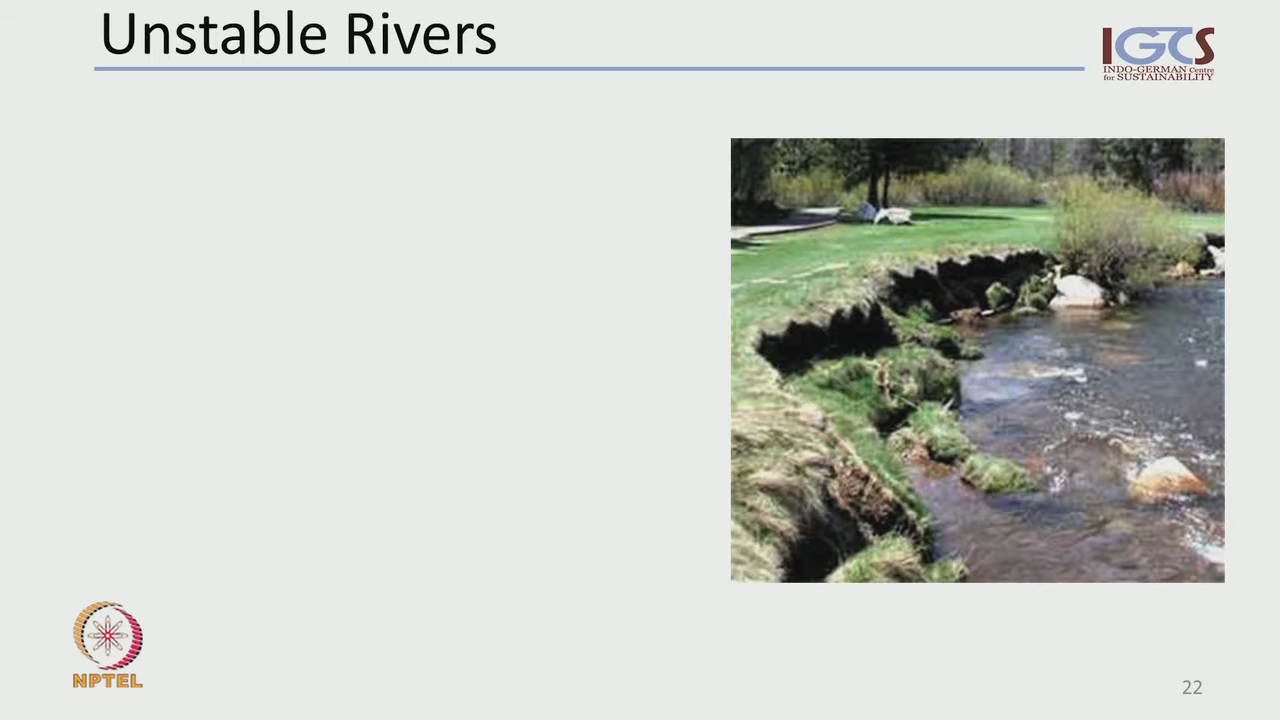 Unstable Rivers
IGCS
INDO-GERMAN Centre
for SUSTAINABILITY
NPTEL
22